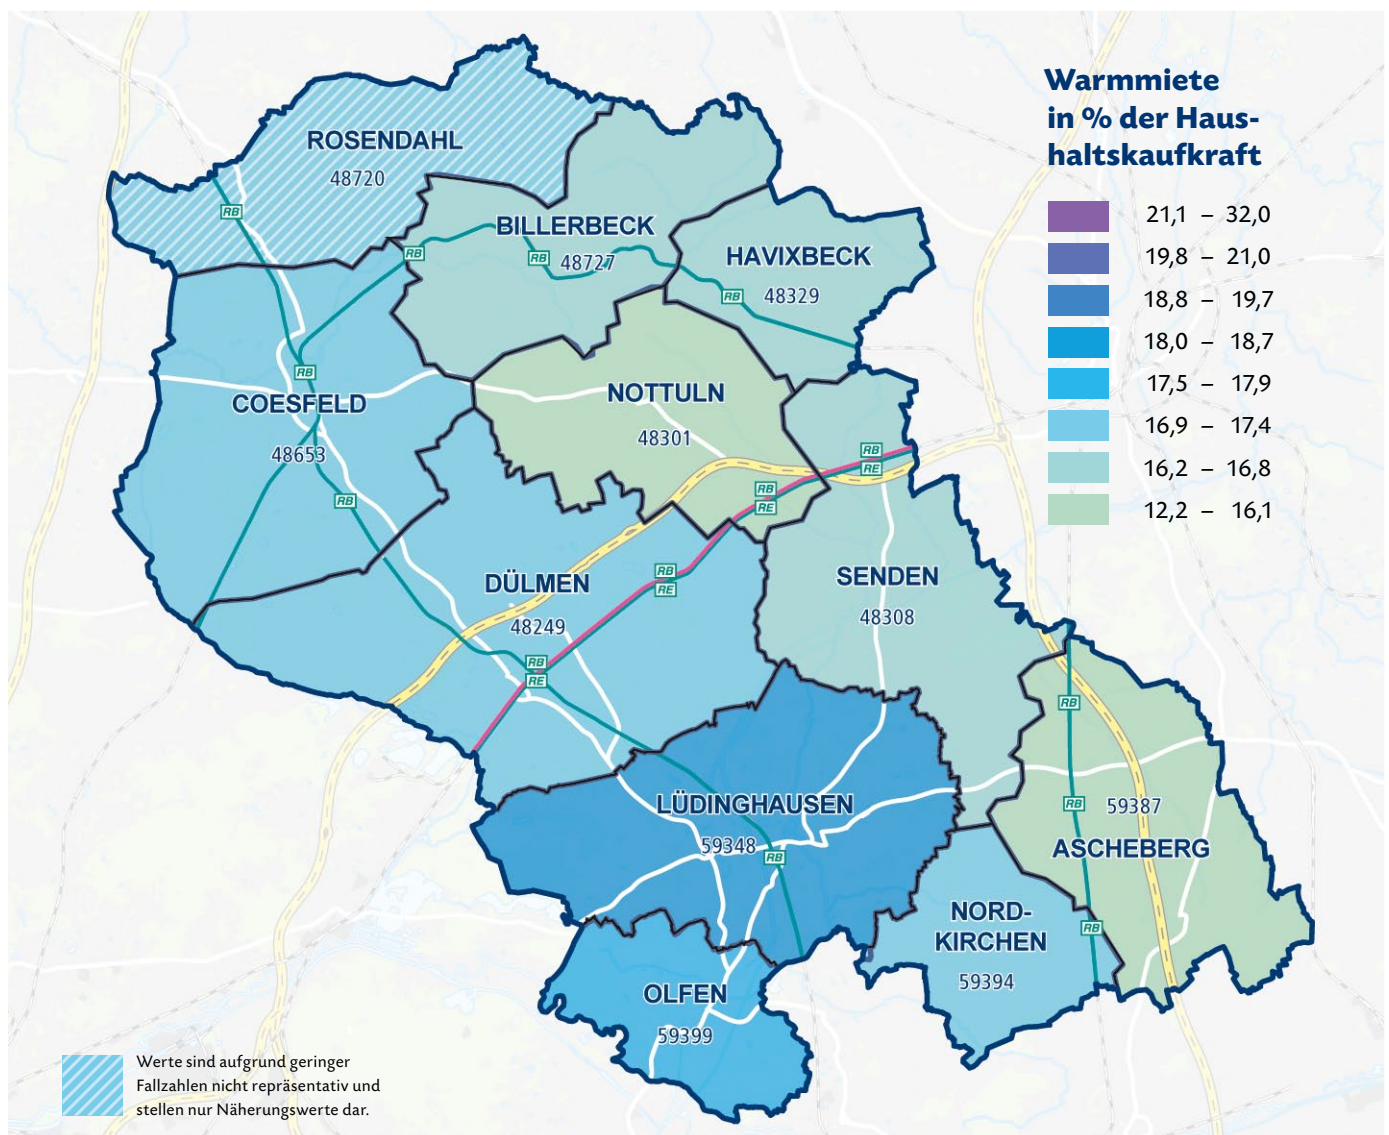 Warmmiete
in % der Haus-
haltskaufkraft
21,1 – 32,0
19,8 – 21,0
18,8 – 19,7
18,0 – 18,7
17,5 – 17,9
16,9 – 17,4
16,2 – 16,8
12,2 – 16,1
ROSENDAHL
48720
RB
BILLERBECK
48727
RB
RB
HAVIXBECK
48329
RB
COESFELD
48653
RB
RB
NOTTULN
48301
RB
RE
RB
RE
DÜLMEN
48249
RB
RE
RB
RE
SENDEN
48308
RB
LÜDINGHAUSEN
59348
RB
RB
59387
ASCHEBERG
NORD-
KIRCHEN
59394
RB
OLFEN
59399
Werte sind aufgrund geringer
Fallzahlen nicht repräsentativ und
stellen nur Näherungswerte dar.